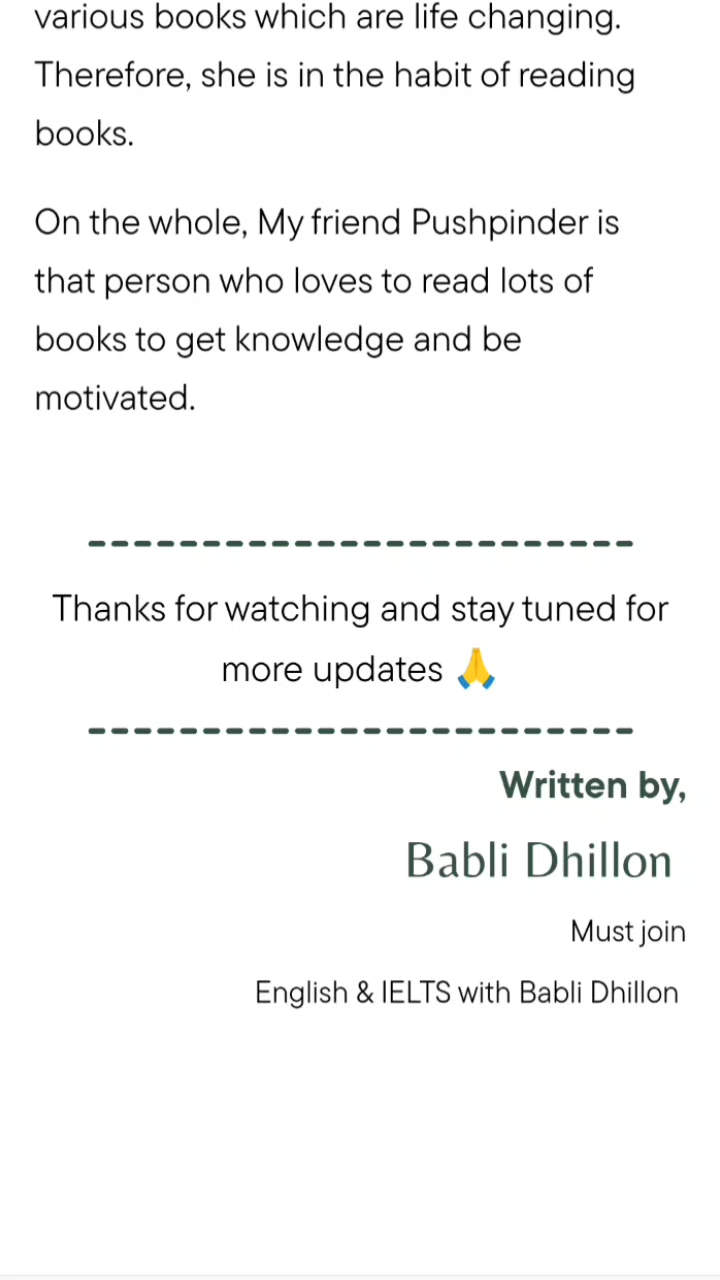 various books which are life changing.
Therefore, she is in the habit of reading
books.
On the whole, My friend Pushpinder is
that person who loves to read lots of
books to get knowledge and be
motivated.
------------------------
Thanks for watching and stay tuned for
more updates 🙏
------------------------
Written by,
Babli Dhillon
Must join
English & IELTS with Babli Dhillon